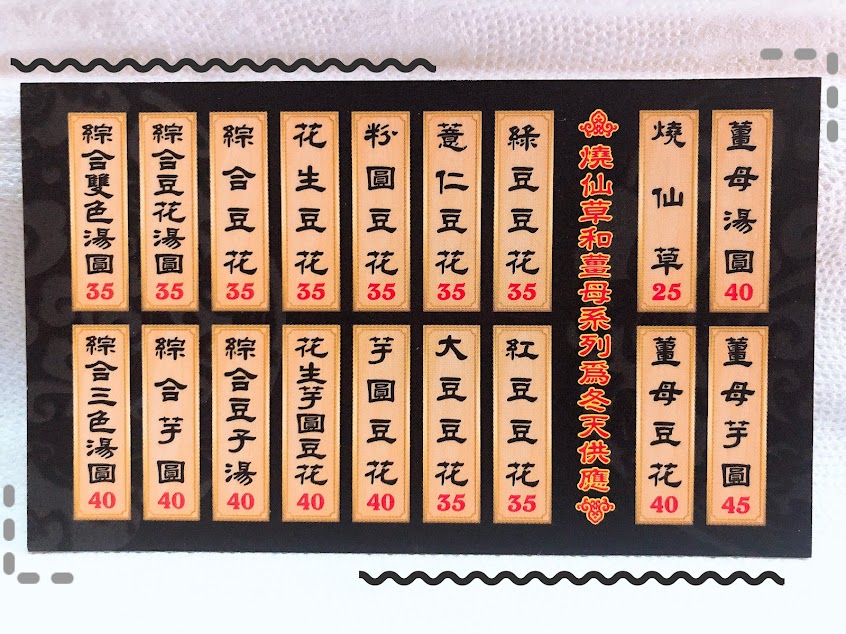 薑母湯圓 40
燒仙草 25
薑母芋圓 45
薑母豆花 40
燒仙草和薑母系列為冬天供應
綠豆豆花 35
薏仁豆花 35
粉圓豆花 35
花生豆花 35
綜合豆花 35
綜合豆花湯圓 35
綜合雙色湯圓 35
紅豆豆花 35
大豆豆花 35
芋圓豆花 40
花生芋圓豆花 40
綜合豆子湯 40
綜合芋圓 40
綜合三色湯圓 40